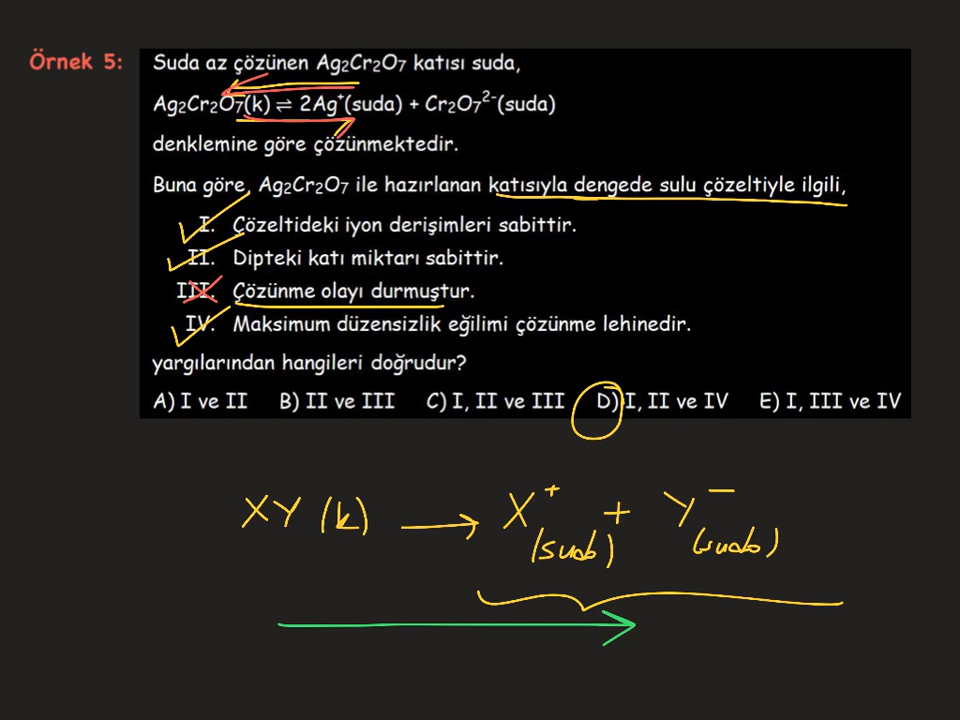 Örnek 5:
Suda az çözünen Ag₂Cr₂O₇ katısı suda,
Ag₂Cr₂O₇(k) ⇌ 2Ag⁺(suda) + Cr₂O₇²⁻(suda)
denklemine göre çözünmektedir.
Buna göre, Ag₂Cr₂O₇ ile hazırlanan katısıyla dengede sulu çözeltiyle ilgili,
I. Çözeltideki iyon derişimleri sabittir.
II. Dipteki katı miktarı sabittir.
III. Çözünme olayı durmuştur.
IV. Maksimum düzensizlik eğilimi çözünme lehinedir.
yargılarından hangileri doğrudur?
A) I ve II B) II ve III C) I, II ve III D) I, II ve IV E) I, III ve IV
XY (k) → X⁺ (suda) + Y⁻ (suda)